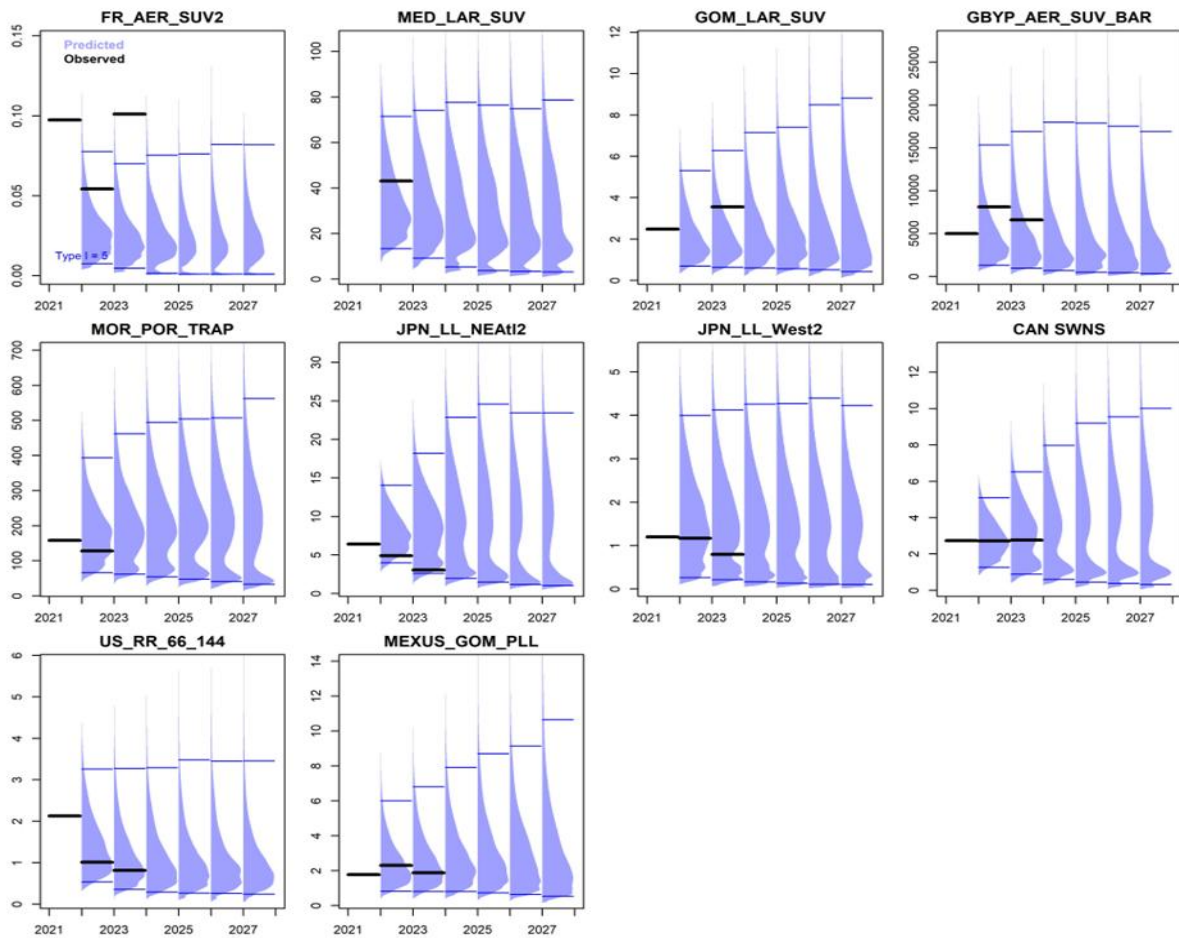 FR_AER_SUV2 MED_LAR_SUV GOM_LAR_SUV GBYP_AER_SUV_BAR
Predicted
Observed
Type I = 5
0.15 0.10 0.05 0.00
100 80 60 40 20 0
12 10 8 6 4 2 0
25000 20000 15000 10000 5000 0
2021 2023 2025 2027 2021 2023 2025 2027 2021 2023 2025 2027 2021 2023 2025 2027
MOR_POR_TRAP JPN_LL_NEAtl2 JPN_LL_West2 CAN SWNS
700 600 500 400 300 200 100 0
30 25 20 15 10 5 0
5 4 3 2 1 0
12 10 8 6 4 2 0
2021 2023 2025 2027 2021 2023 2025 2027 2021 2023 2025 2027 2021 2023 2025 2027
US_RR_66_144 MEXUS_GOM_PLL
6 5 4 3 2 1 0
14 12 10 8 6 4 2 0
2021 2023 2025 2027 2021 2023 2025 2027